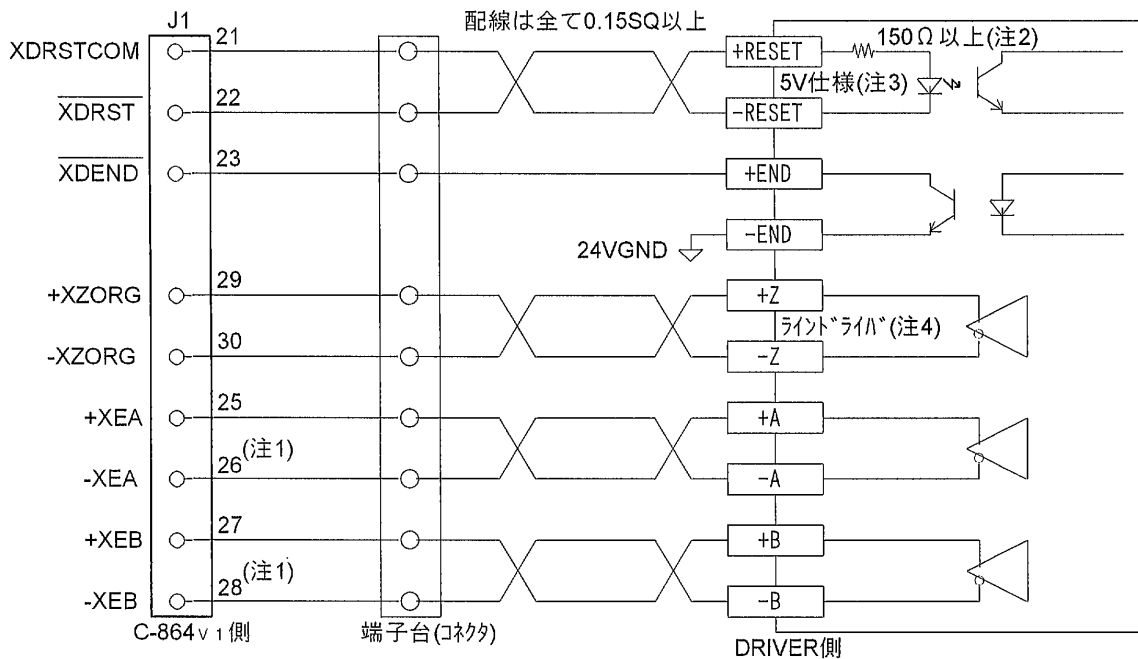 J1
配線は全て0.15SQ以上
XDRSTCOM 21 +RESET 150Ω以上(注2)
5V仕様(注3)
XDRST 22 -RESET
XDEND 23 +END
24VGND -END
+XZORG 29 +Z
ﾗｲﾝﾄﾞﾗｲﾊﾞ(注4)
-XZORG 30 -Z
+XEA 25 +A
(注1)
-XEA 26 -A
+XEB 27 +B
(注1)
-XEB 28 -B
C-864v1側 端子台(ｺﾈｸﾀ) DRIVER側